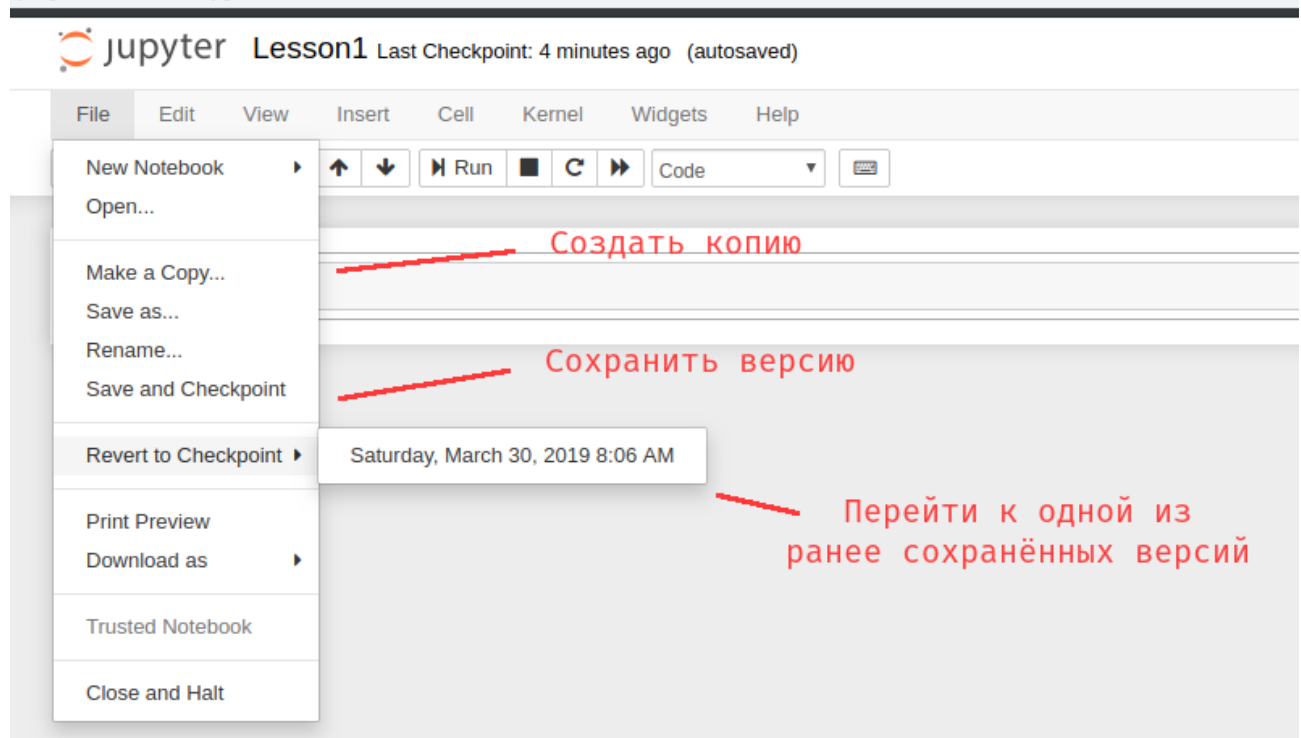 jupyter Lesson1 Last Checkpoint: 4 minutes ago (autosaved)
File Edit View Insert Cell Kernel Widgets Help
New Notebook Run Code
Open...
Создать копию
Make a Copy...
Save as...
Rename...
Сохранить версию
Save and Checkpoint
Revert to Checkpoint Saturday, March 30, 2019 8:06 AM
Print Preview
Перейти к одной из
ранее сохранённых версий
Download as
Trusted Notebook
Close and Halt